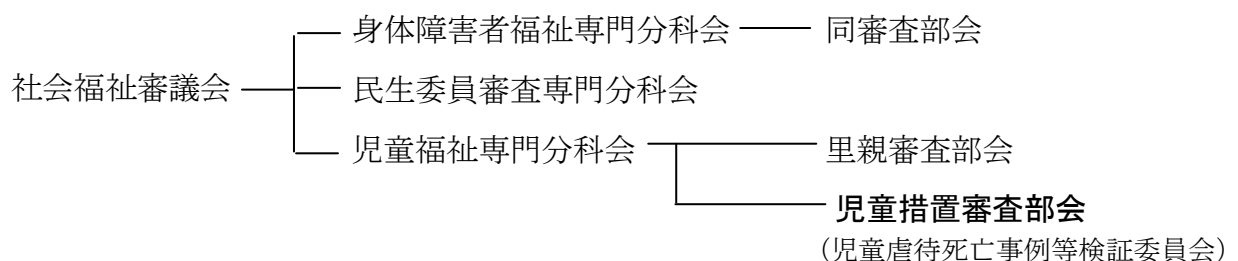 身体障害者福祉専門分科会 同審査部会
社会福祉審議会 民生委員審査専門分科会
児童福祉専門分科会 里親審査部会
児童措置審査部会
（児童虐待死亡事例等検証委員会）